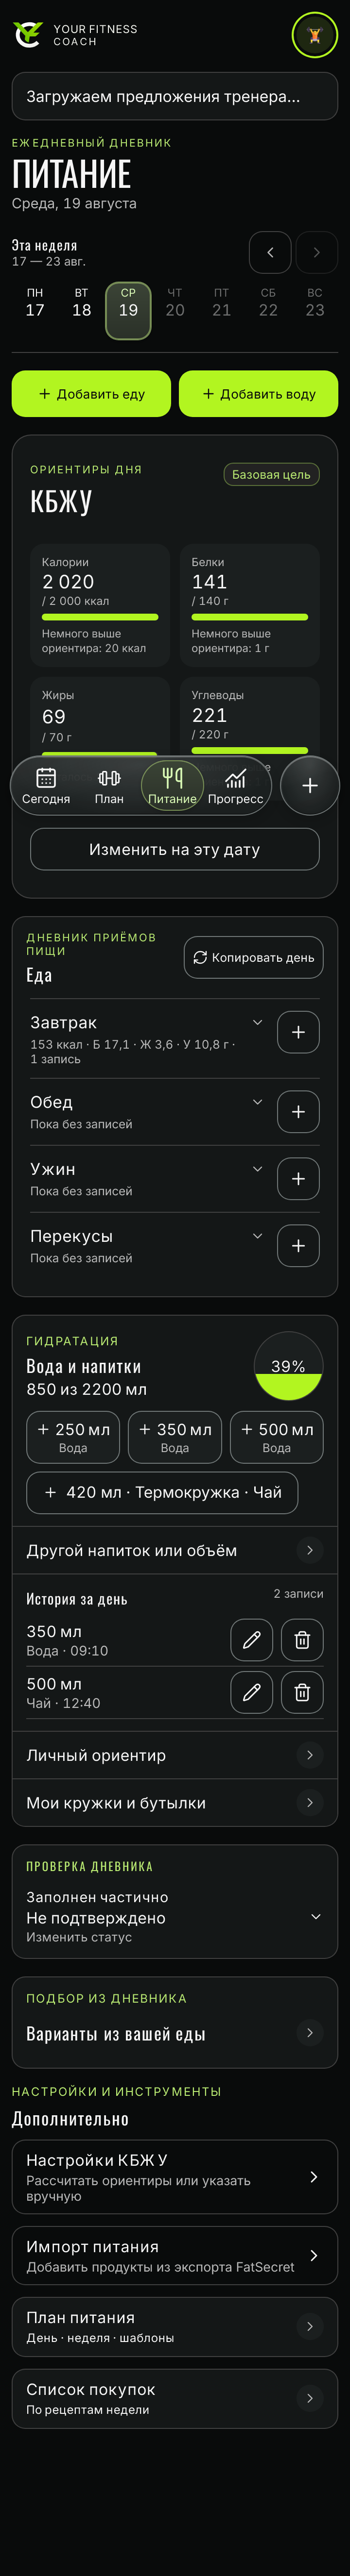 YOUR FITNESS
COACH
Загружаем предложения тренера...
ЕЖЕДНЕВНЫЙ ДНЕВНИК
ПИТАНИЕ
Среда, 19 августа
Эта неделя
17 — 23 авг.
ПН ВТ СР ЧТ ПТ СБ ВС
17 18 19 20 21 22 23
+ Добавить еду
+ Добавить воду
ОРИЕНТИРЫ ДНЯ
Базовая цель
КБЖУ
Калории
2 020
/ 2 000 ккал
Немного выше
ориентира: 20 ккал
Белки
141
/ 140 г
Немного выше
ориентира: 1 г
Жиры
69
/ 70 г
Углеводы
221
/ 220 г
Сегодня План Питание Прогресс +
Изменить на эту дату
ДНЕВНИК ПРИЁМОВ
ПИЩИ
Еда
Копировать день
Завтрак
153 ккал · Б 17,1 · Ж 3,6 · У 10,8 г ·
1 запись
Обед
Пока без записей
Ужин
Пока без записей
Перекусы
Пока без записей
ГИДРАТАЦИЯ
Вода и напитки
850 из 2200 мл
39%
+ 250 мл
Вода
+ 350 мл
Вода
+ 500 мл
Вода
+ 420 мл · Термокружка · Чай
Другой напиток или объём
История за день
2 записи
350 мл
Вода · 09:10
500 мл
Чай · 12:40
Личный ориентир
Мои кружки и бутылки
ПРОВЕРКА ДНЕВНИКА
Заполнен частично
Не подтверждено
Изменить статус
ПОДБОР ИЗ ДНЕВНИКА
Варианты из вашей еды
НАСТРОЙКИ И ИНСТРУМЕНТЫ
Дополнительно
Настройки КБЖУ
Рассчитать ориентиры или указать
вручную
Импорт питания
Добавить продукты из экспорта FatSecret
План питания
День · неделя · шаблоны
Список покупок
По рецептам недели